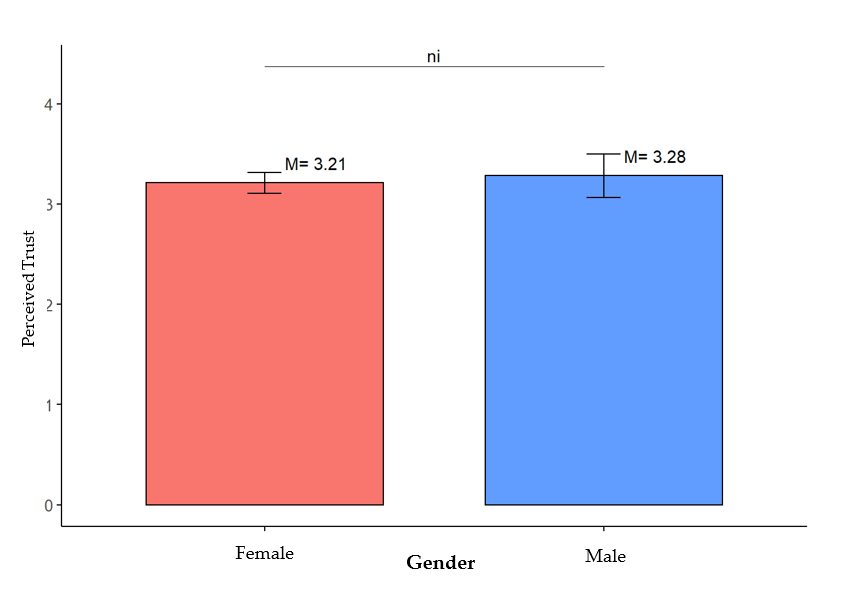 ni
4
M= 3.21
M= 3.28
3
Perceived Trust
2
1
0
Female
Male
Gender